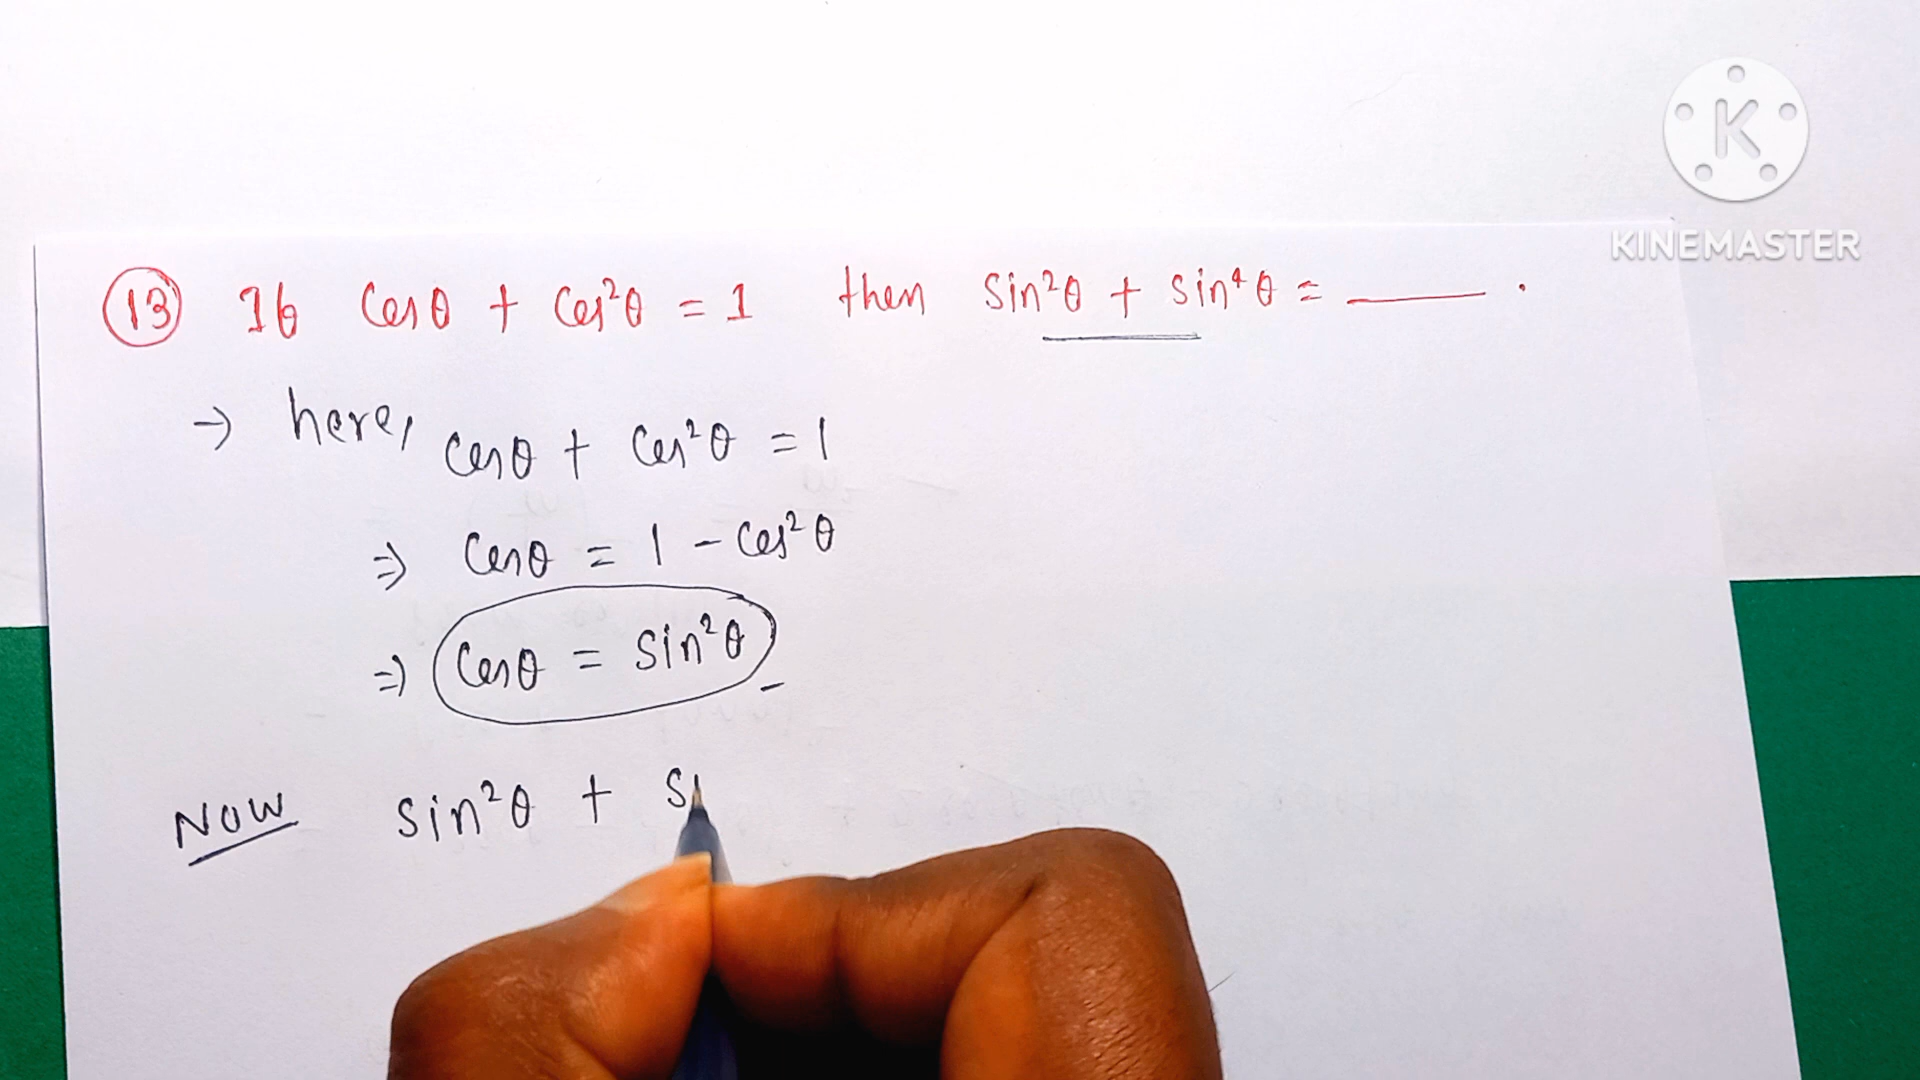 KINEMASTER
(13) If cosθ + cos²θ = 1 then sin²θ + sin⁴θ = ____ .
→ here, cosθ + cos²θ = 1
⇒ cosθ = 1 - cos²θ
⇒ cosθ = sin²θ
Now sin²θ + s